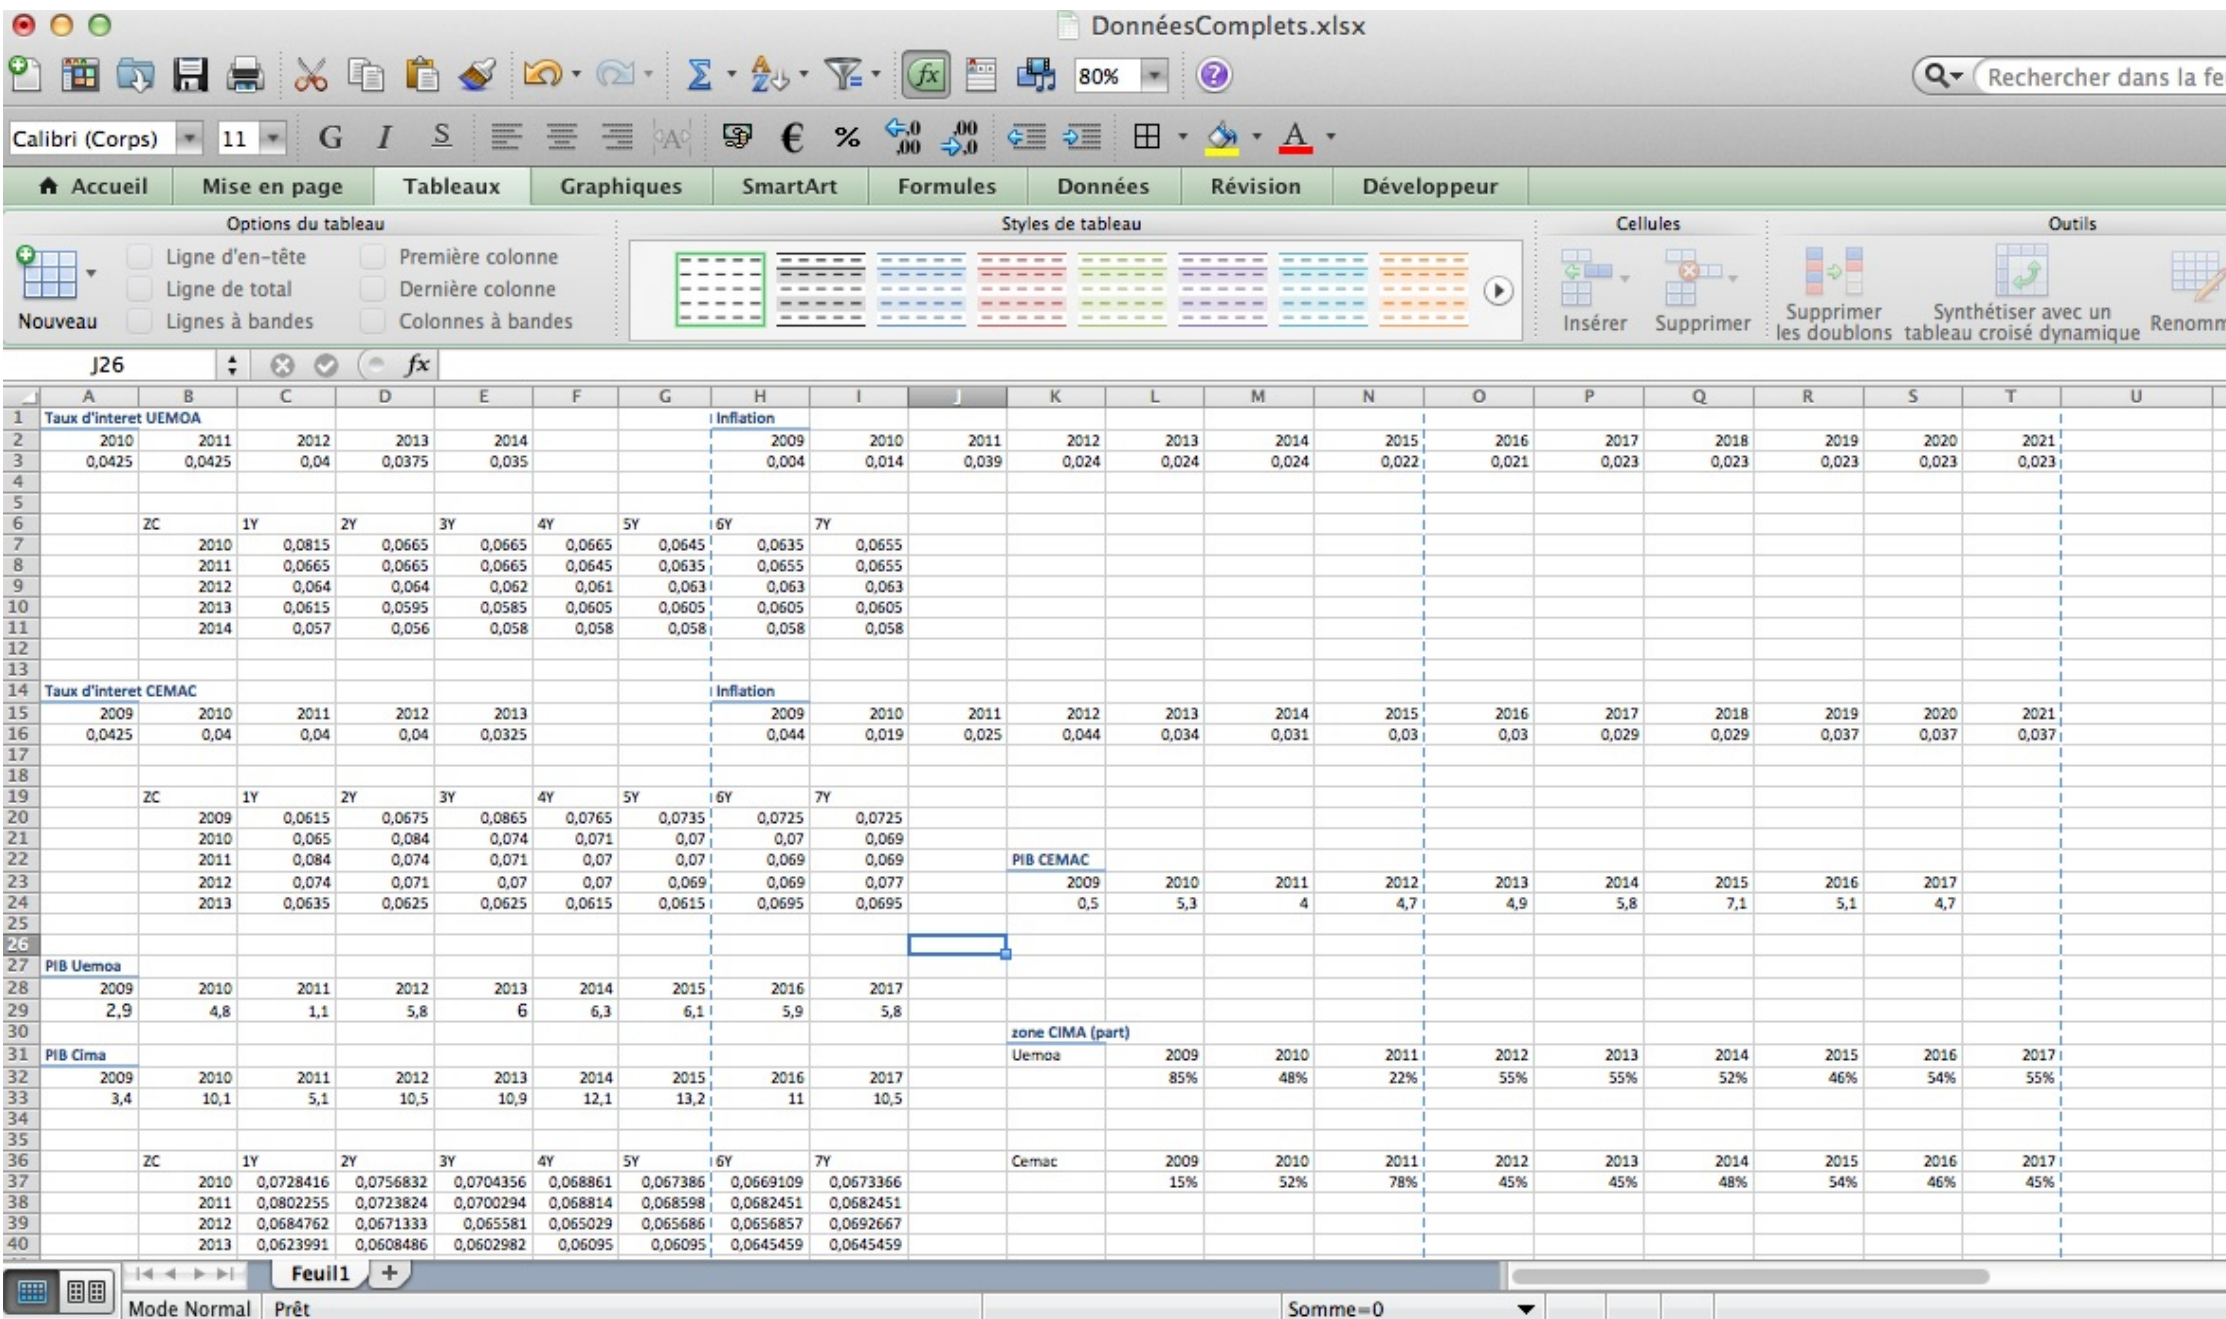 DonnéesComplets.xlsx
80% Rechercher dans la fe
Calibri (Corps) 11 G I S € % ,0 ,00 ,00 ,0 A
Accueil Mise en page Tableaux Graphiques SmartArt Formules Données Révision Développeur
Options du tableau Styles de tableau Cellules Outils
Ligne d'en-tête Première colonne
Ligne de total Dernière colonne
Nouveau Lignes à bandes Colonnes à bandes Insérer Supprimer Supprimer les doublons Synthétiser avec un tableau croisé dynamique Renomm
J26 fx
A B C D E F G H I J K L M N O P Q R S T U
1 Taux d'interet UEMOA Inflation
2 2010 2011 2012 2013 2014 2009 2010 2011 2012 2013 2014 2015 2016 2017 2018 2019 2020 2021
3 0,0425 0,0425 0,04 0,0375 0,035 0,004 0,014 0,039 0,024 0,024 0,024 0,022 0,021 0,023 0,023 0,023 0,023 0,023
4
5
6 ZC 1Y 2Y 3Y 4Y 5Y 6Y 7Y
7 2010 0,0815 0,0665 0,0665 0,0665 0,0645 0,0635 0,0655
8 2011 0,0665 0,0665 0,0665 0,0645 0,0635 0,0655 0,0655
9 2012 0,064 0,064 0,062 0,061 0,063 0,063 0,063
10 2013 0,0615 0,0595 0,0585 0,0605 0,0605 0,0605 0,0605
11 2014 0,057 0,056 0,058 0,058 0,058 0,058 0,058
12
13
14 Taux d'interet CEMAC Inflation
15 2009 2010 2011 2012 2013 2009 2010 2011 2012 2013 2014 2015 2016 2017 2018 2019 2020 2021
16 0,0425 0,04 0,04 0,04 0,0325 0,044 0,019 0,025 0,044 0,034 0,031 0,03 0,03 0,029 0,029 0,037 0,037 0,037
17
18
19 ZC 1Y 2Y 3Y 4Y 5Y 6Y 7Y
20 2009 0,0615 0,0675 0,0865 0,0765 0,0735 0,0725 0,0725
21 2010 0,065 0,084 0,074 0,071 0,07 0,07 0,069
22 2011 0,084 0,074 0,071 0,07 0,07 0,069 0,069 PIB CEMAC
23 2012 0,074 0,071 0,07 0,07 0,069 0,069 0,077 2009 2010 2011 2012 2013 2014 2015 2016 2017
24 2013 0,0635 0,0625 0,0625 0,0615 0,0615 0,0695 0,0695 0,5 5,3 4 4,7 4,9 5,8 7,1 5,1 4,7
25
26
27 PIB Uemoa
28 2009 2010 2011 2012 2013 2014 2015 2016 2017
29 2,9 4,8 1,1 5,8 6 6,3 6,1 5,9 5,8
30 zone CIMA (part)
31 PIB Cima Uemoa 2009 2010 2011 2012 2013 2014 2015 2016 2017
32 2009 2010 2011 2012 2013 2014 2015 2016 2017 85% 48% 22% 55% 55% 52% 46% 54% 55%
33 3,4 10,1 5,1 10,5 10,9 12,1 13,2 11 10,5
34
35
36 ZC 1Y 2Y 3Y 4Y 5Y 6Y 7Y Cemac 2009 2010 2011 2012 2013 2014 2015 2016 2017
37 2010 0,0728416 0,0756832 0,0704356 0,068861 0,067386 0,0669109 0,0673366 15% 52% 78% 45% 45% 48% 54% 46% 45%
38 2011 0,0802255 0,0723824 0,0700294 0,068814 0,068598 0,0682451 0,0682451
39 2012 0,0684762 0,0671333 0,065581 0,065029 0,065686 0,0656857 0,0692667
40 2013 0,0623991 0,0608486 0,0602982 0,06095 0,06095 0,0645459 0,0645459
Feuil1
Mode Normal Prêt Somme=0